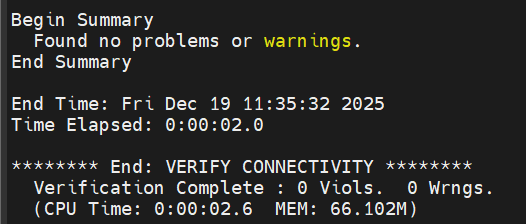 Begin Summary
  Found no problems or warnings.
End Summary

End Time: Fri Dec 19 11:35:32 2025
Time Elapsed: 0:00:02.0

******** End: VERIFY CONNECTIVITY ********
  Verification Complete : 0 Viols.  0 Wrngs.
  (CPU Time: 0:00:02.6  MEM: 66.102M)